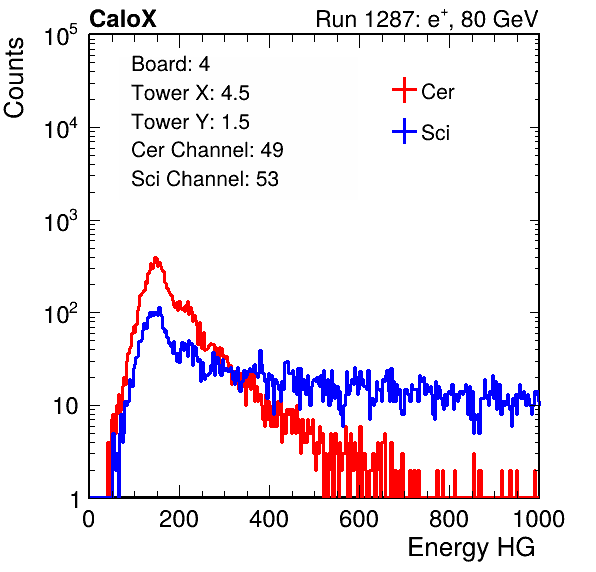 CaloX Run 1287: e⁺, 80 GeV
Board: 4
Tower X: 4.5
Tower Y: 1.5
Cer Channel: 49
Sci Channel: 53
Cer
Sci
Counts
10⁵
10⁴
10³
10²
10
1
0 200 400 600 800 1000
Energy HG